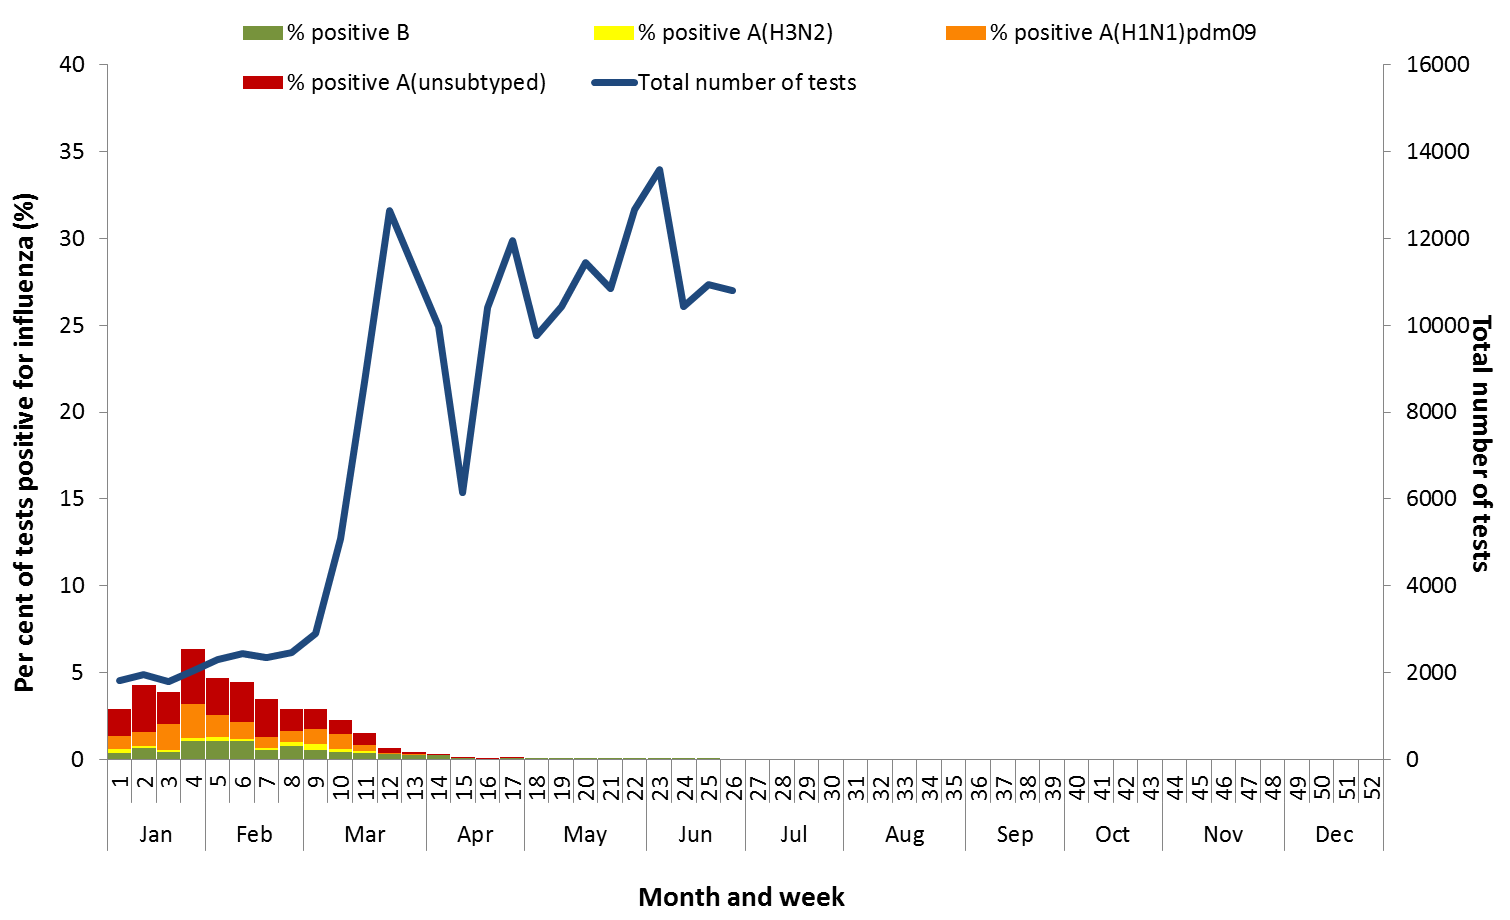 % positive B
% positive A(H3N2)
% positive A(H1N1)pdm09
% positive A(unsubtyped)
Total number of tests
Per cent of tests positive for influenza (%)
40
35
30
25
20
15
10
5
0
16000
14000
12000
10000
8000
6000
4000
2000
0
Total number of tests
1 2 3 4 5 6 7 8 9 10 11 12 13 14 15 16 17 18 19 20 21 22 23 24 25 26 27 28 29 30 31 32 33 34 35 36 37 38 39 40 41 42 43 44 45 46 47 48 49 50 51 52
Jan Feb Mar Apr May Jun Jul Aug Sep Oct Nov Dec
Month and week